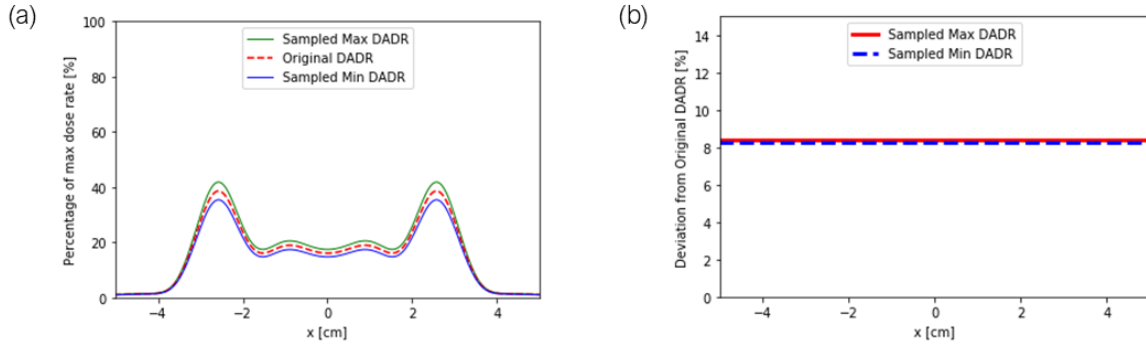 (a)
Percentage of max dose rate [%]
100
80
60
40
20
0
Sampled Max DADR
Original DADR
Sampled Min DADR
−4
−2
0
2
4
x [cm]
(b)
Deviation from Original DADR [%]
14
12
10
8
6
4
2
0
Sampled Max DADR
Sampled Min DADR
−4
−2
0
2
4
x [cm]